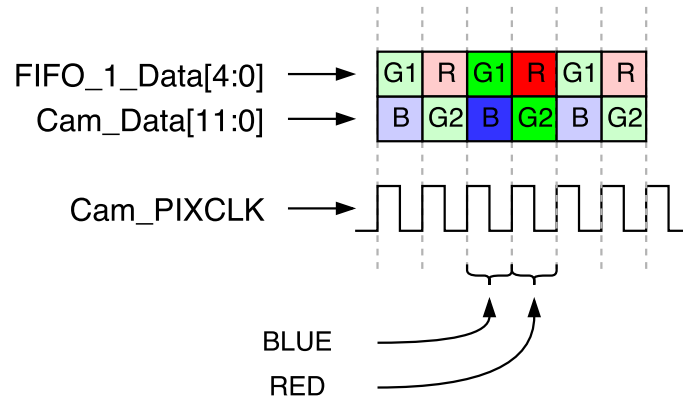 FIFO_1_Data[4:0] G1 R G1 R G1 R
Cam_Data[11:0] B G2 B G2 B G2
Cam_PIXCLK
BLUE
RED